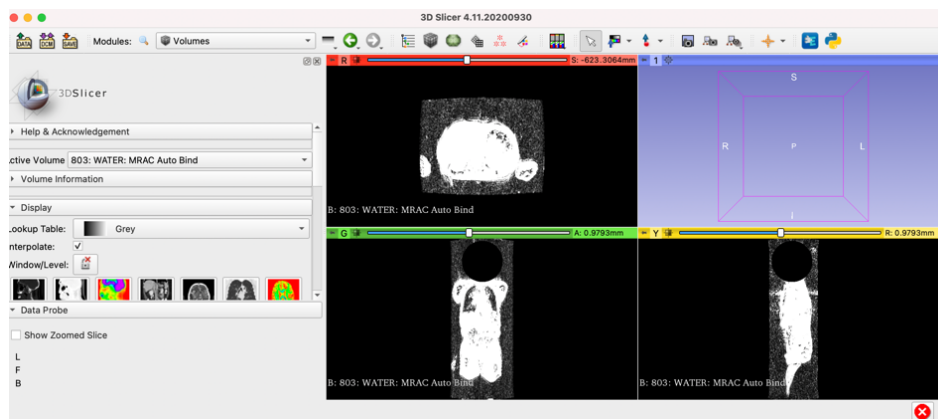 3D Slicer 4.11.20200930
DATA DCM SAVE Modules: Volumes
R S: -623.3064mm
1
3DSlicer
Help & Acknowledgement
ctive Volume 803: WATER: MRAC Auto Bind
Volume Information
Display
ookup Table: Grey
nterpolate:
Window/Level:
Data Probe
Show Zoomed Slice
L
F
B
B: 803: WATER: MRAC Auto Bind
S
R P L
I
G A: 0.9793mm
B: 803: WATER: MRAC Auto Bind
Y R: 0.9793mm
B: 803: WATER: MRAC Auto Bind